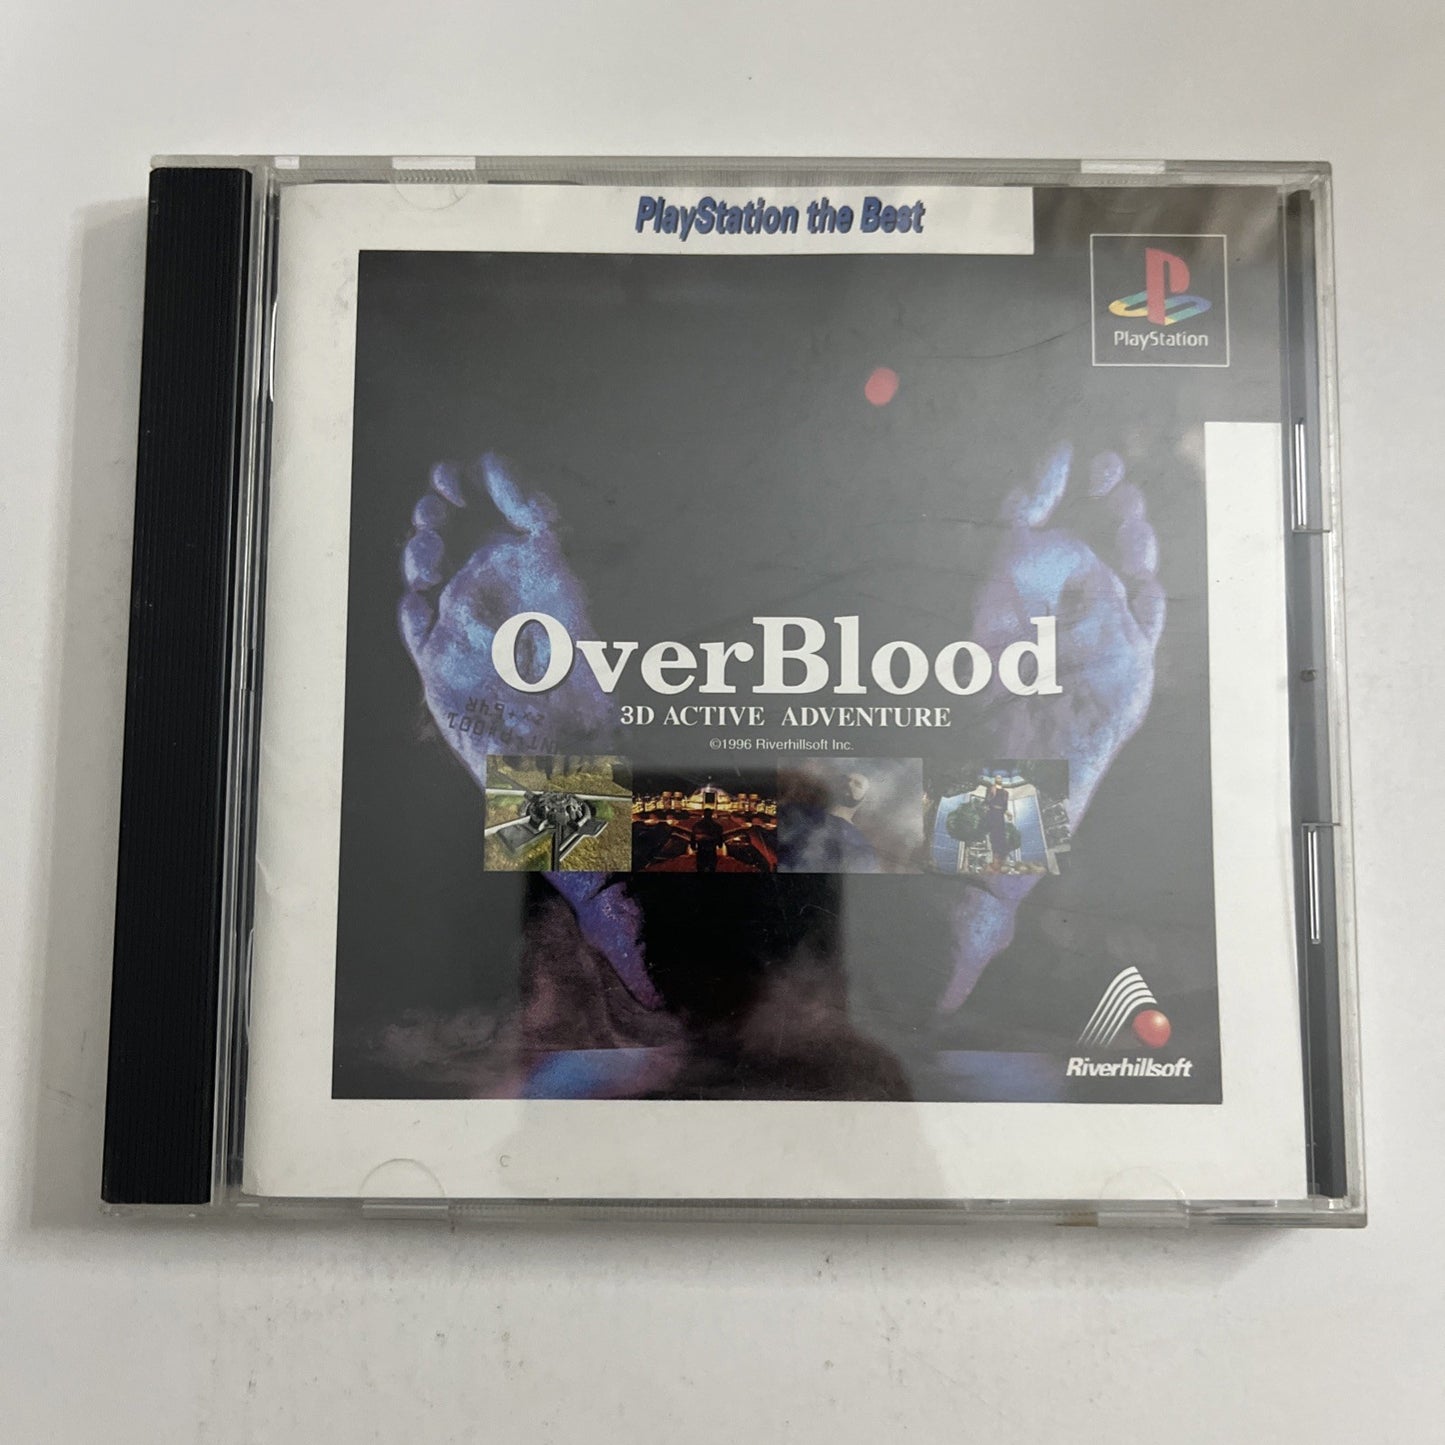 PlayStation the Best
PlayStation
OverBlood
3D ACTIVE ADVENTURE
©1996 Riverhillsoft Inc.
Riverhillsoft